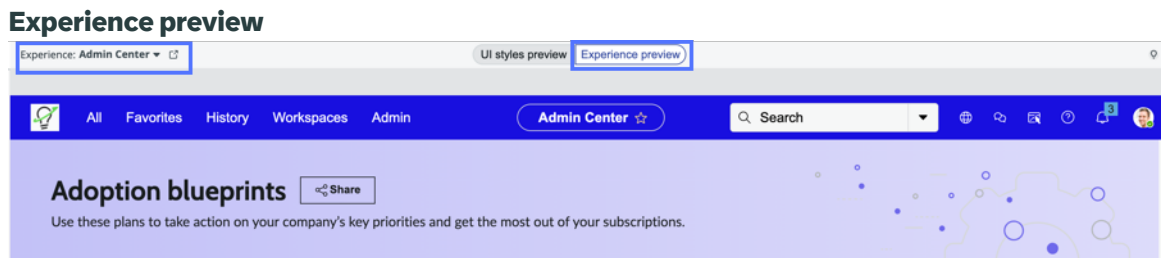 Experience preview
Experience: Admin Center
UI styles preview Experience preview
All Favorites History Workspaces Admin Admin Center Search 3
Adoption blueprints Share
Use these plans to take action on your company's key priorities and get the most out of your subscriptions.